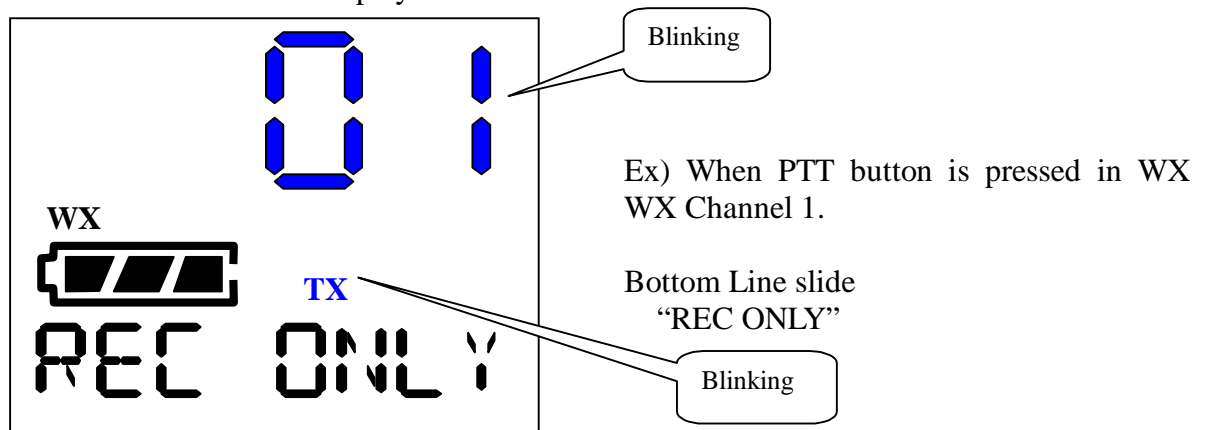 Blinking
01
Ex) When PTT button is pressed in WX
WX Channel 1.
WX
TX
Bottom Line slide
“REC ONLY”
REC ONLY
Blinking